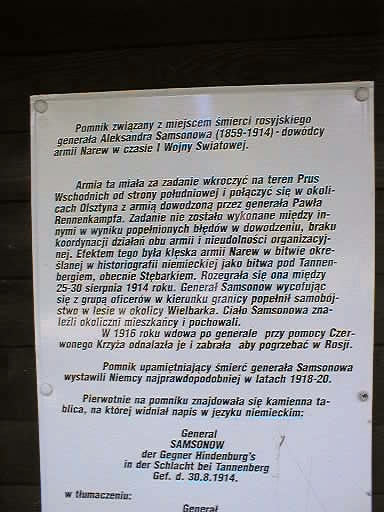 Pomnik związany z miejscem śmierci rosyjskiego
generała Aleksandra Samsonowa (1859-1914) - dowódcy
armii Narew w czasie I Wojny Światowej.
Armia ta miała za zadanie wkroczyć na teren Prus
Wschodnich od strony południowej i połączyć się w okoli-
cach Olsztyna z armią dowodzoną przez generała Pawła
Rennenkampfa. Zadanie nie zostało wykonane między in-
nymi w wyniku popełnionych błędów w dowodzeniu, braku
koordynacji działań obu armii i nieudolności organizacyj-
nej. Efektem tego była klęska armii Narew w bitwie okre-
ślanej w historiografii niemieckiej jako bitwa pod Tannen-
bergiem, obecnie Stębarkiem. Rozegrała się ona między
25-30 sierpnia 1914 roku. Generał Samsonow wycofując
się z grupą oficerów w kierunku granicy popełnił samobój-
stwo w lesie w okolicy Wielbarka. Ciało Samsonowa zna-
leźli okoliczni mieszkańcy i pochowali.
W 1916 roku wdowa po generale przy pomocy Czer-
wonego Krzyża odnalazła je i zabrała aby pogrzebać w Rosji.
Pomnik upamiętniający śmierć generała Samsonowa
wystawili Niemcy najprawdopodobniej w latach 1918-20.
Pierwotnie na pomniku znajdowała się kamienna ta-
blica, na której widniał napis w języku niemieckim:
General
SAMSONOW
der Gegner Hindenburg's
in der Schlacht bei Tannenberg
Gef. d. 30.8.1914.
w tłumaczeniu:
Generał